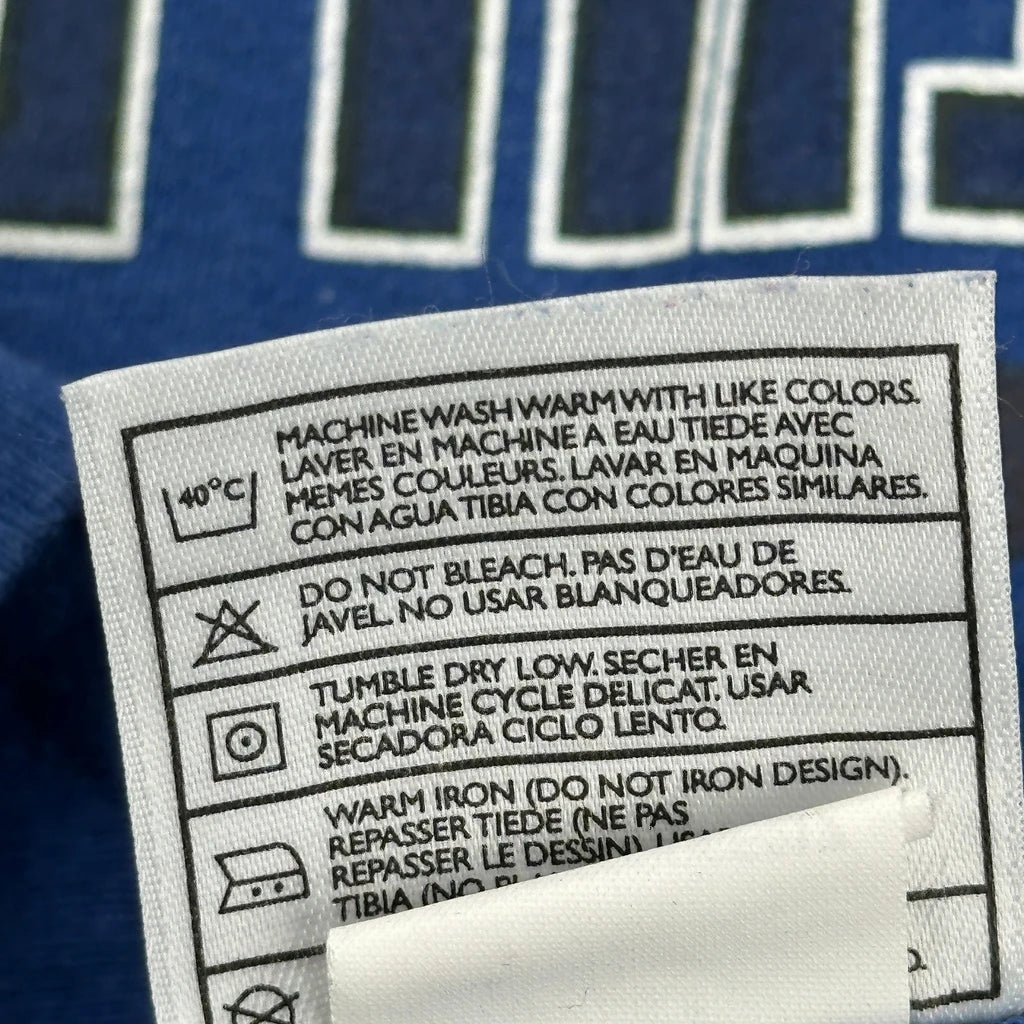 MACHINE WASH WARM WITH LIKE COLORS.
LAVER EN MACHINE A EAU TIEDE AVEC
MEMES COULEURS. LAVAR EN MAQUINA
CON AGUA TIBIA CON COLORES SIMILARES.
40°C
DO NOT BLEACH. PAS D'EAU DE
JAVEL. NO USAR BLANQUEADORES.
TUMBLE DRY LOW. SECHER EN
MACHINE CYCLE DELICAT. USAR
SECADORA CICLO LENTO.
WARM IRON (DO NOT IRON DESIGN).
REPASSER TIEDE (NE PAS
REPASSER LE DESSIN)
TIBIA (NO